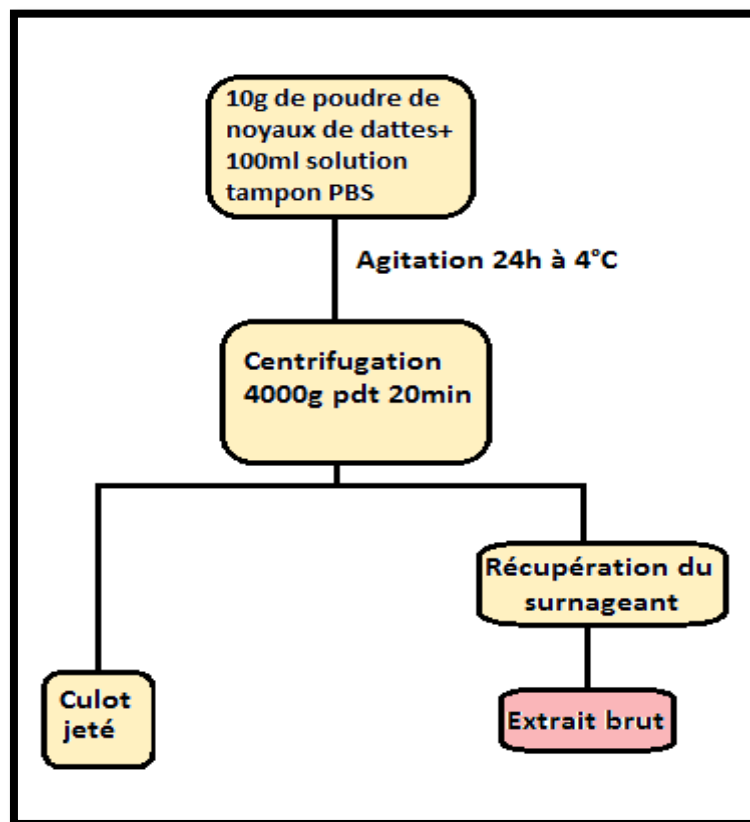 10g de poudre de
noyaux de dattes+
100ml solution
tampon PBS
Agitation 24h à 4°C
Centrifugation
4000g pdt 20min
Récupération du
surnageant
Culot
jeté
Extrait brut